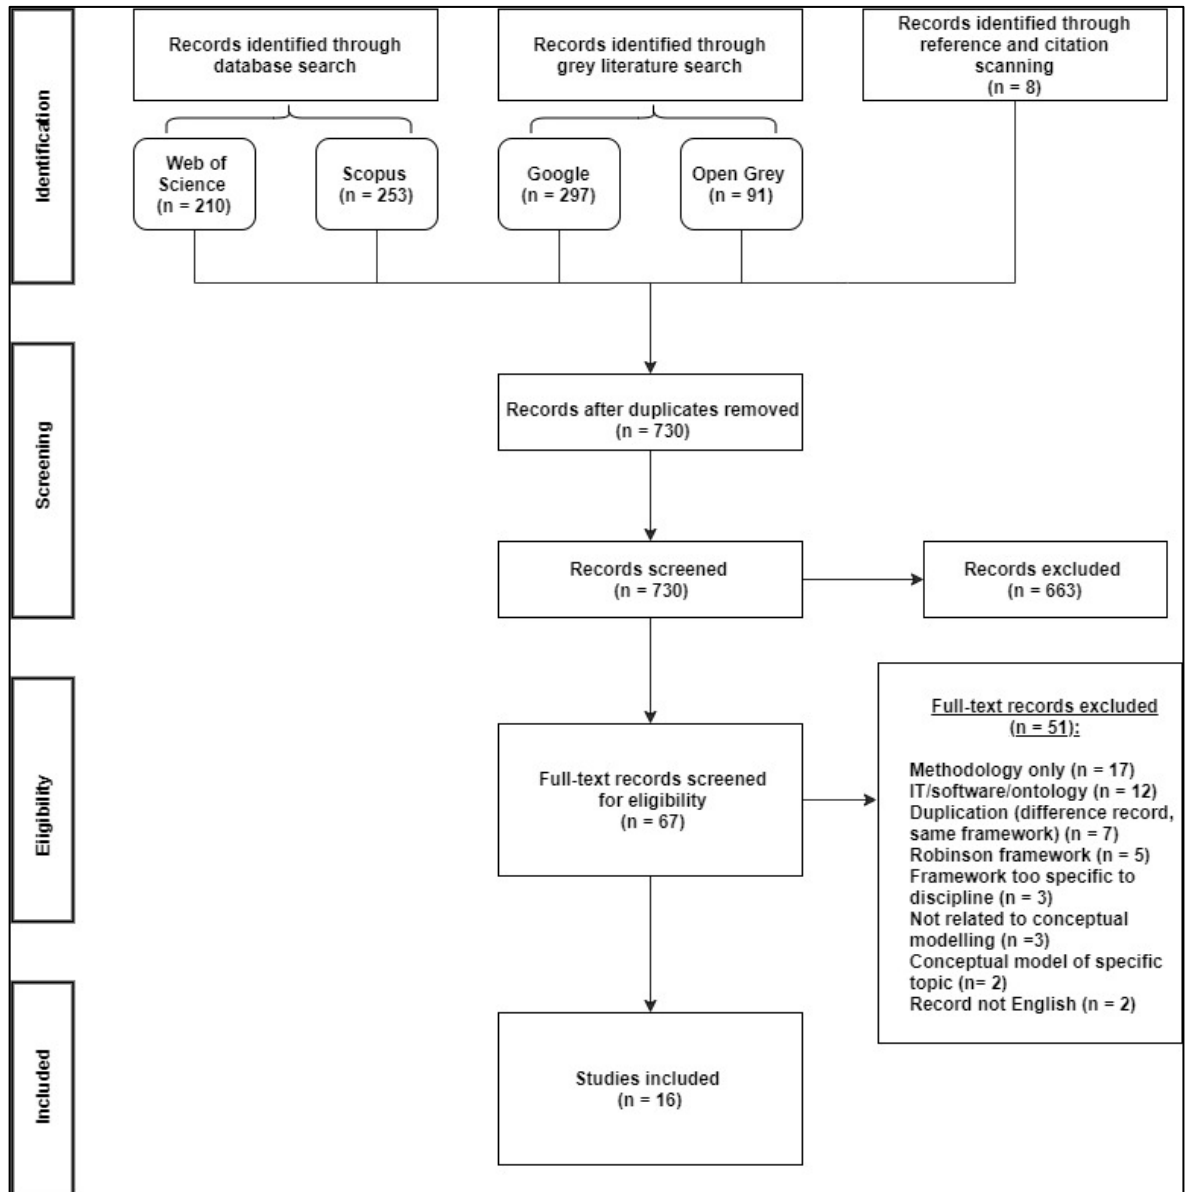 Identification
Records identified through
database search
Records identified through
grey literature search
Records identified through
reference and citation
scanning
(n = 8)
Web of
Science
(n = 210)
Scopus
(n = 253)
Google
(n = 297)
Open Grey
(n = 91)
Screening
Records after duplicates removed
(n = 730)
Records screened
(n = 730)
Records excluded
(n = 663)
Eligibility
Full-text records screened
for eligibility
(n = 67)
Full-text records excluded
(n = 51):
Methodology only (n = 17)
IT/software/ontology (n = 12)
Duplication (difference record,
same framework) (n = 7)
Robinson framework (n = 5)
Framework too specific to
discipline (n = 3)
Not related to conceptual
modelling (n =3)
Conceptual model of specific
topic (n= 2)
Record not English (n = 2)
Included
Studies included
(n = 16)